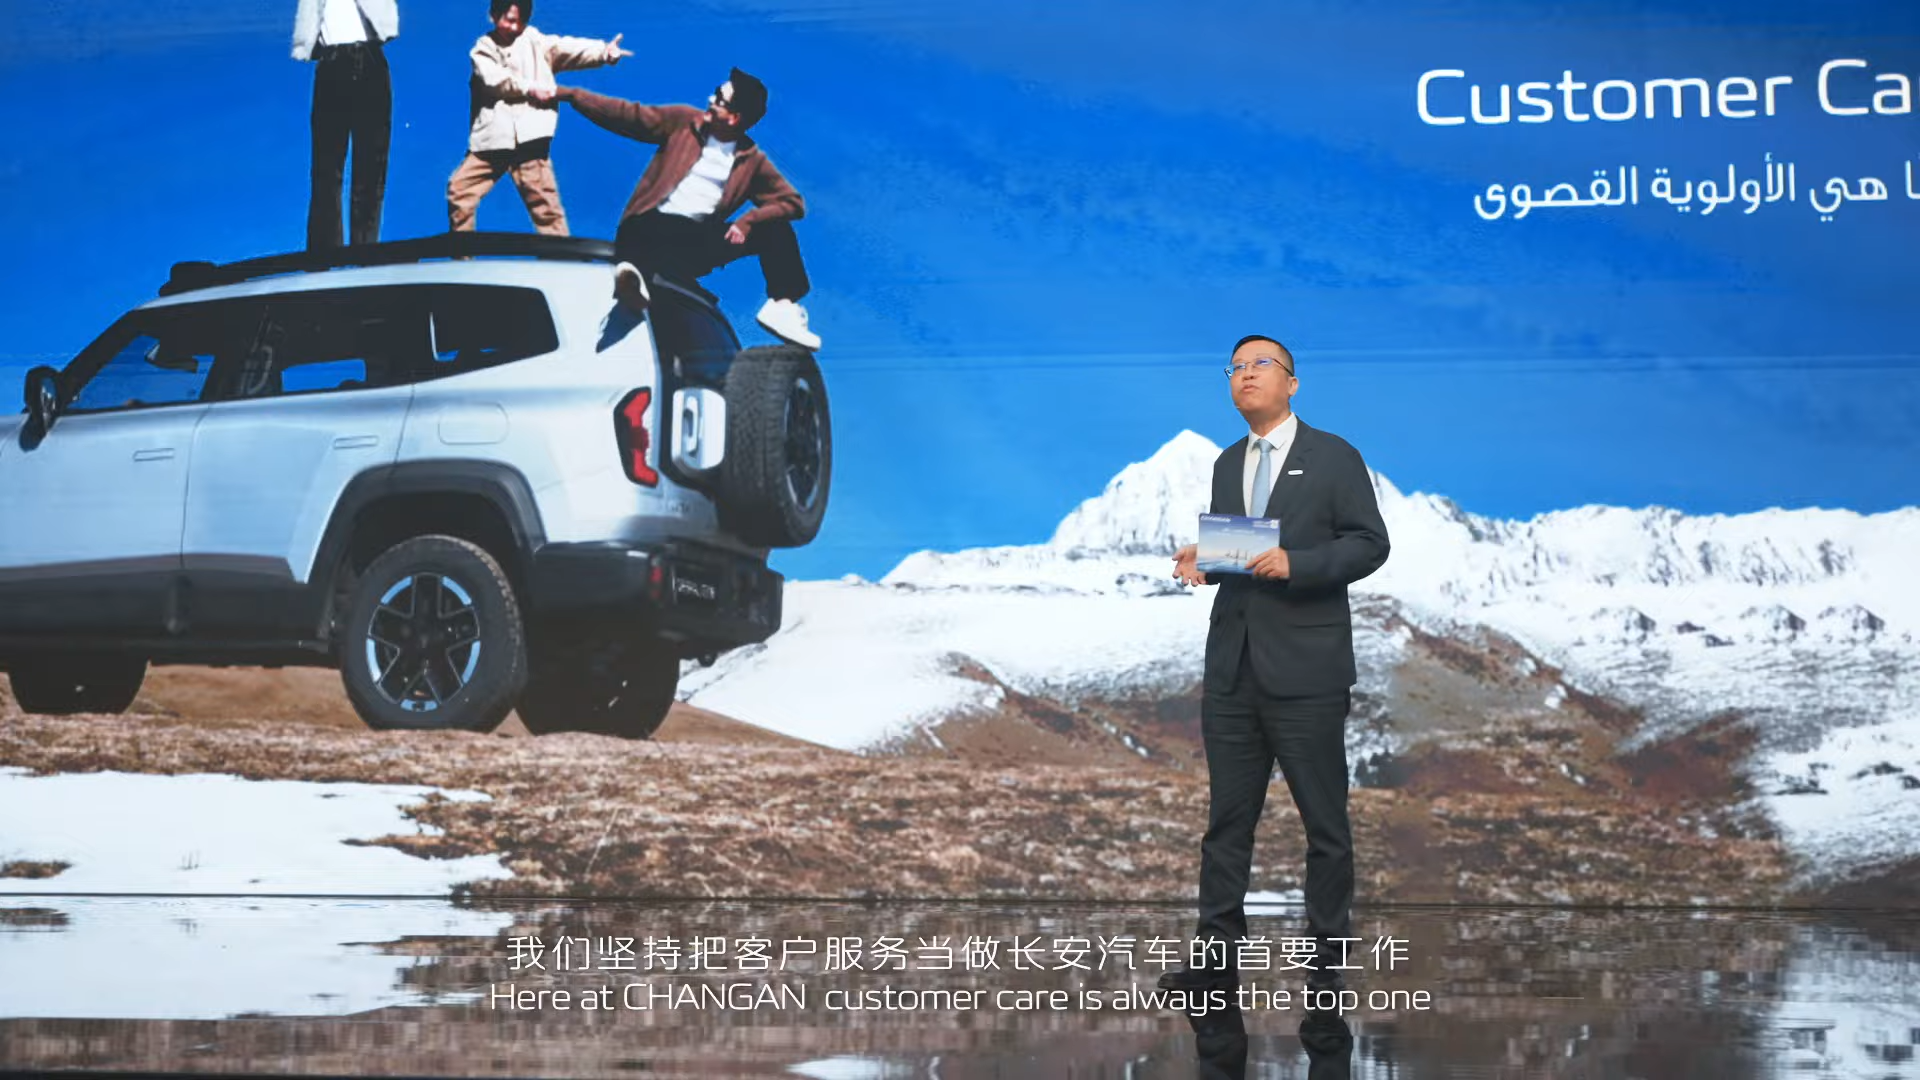 Customer Ca
هي الأولوية القصوى
我们坚持把客户服务当做长安汽车的首要工作
Here at CHANGAN customer care is always the top one